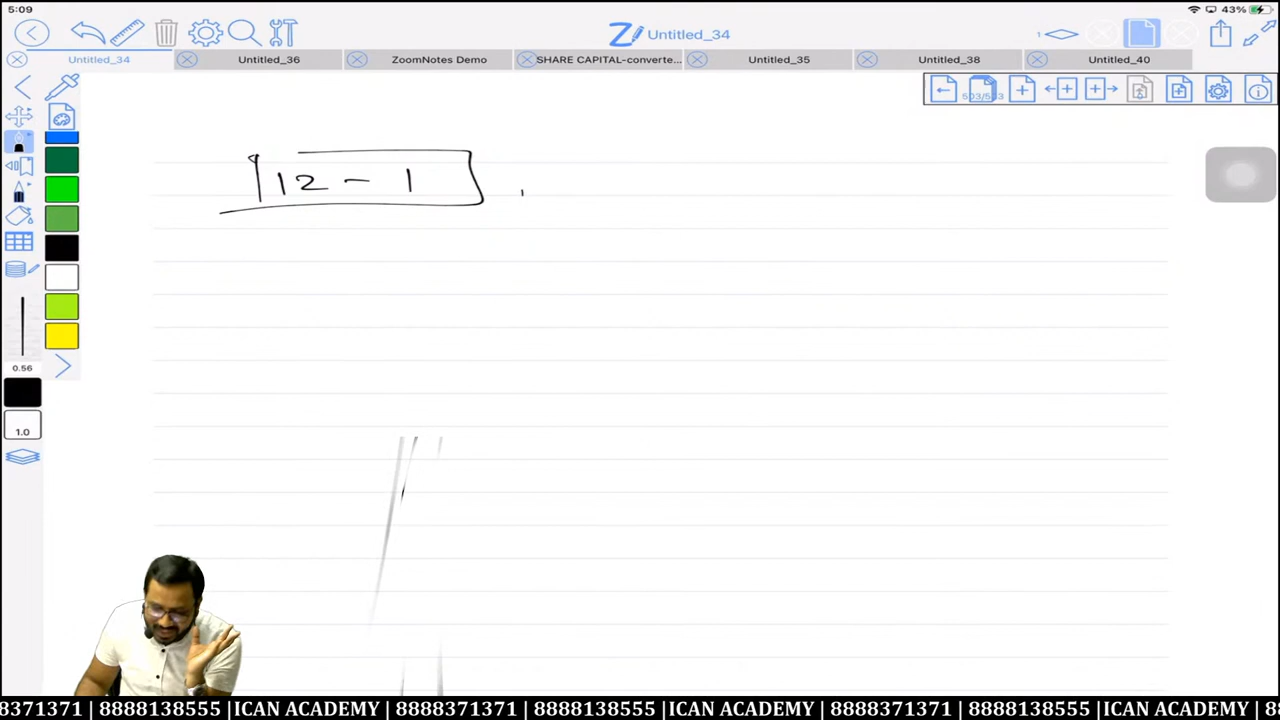 5:09
43%
Untitled_34
1
Untitled_34
Untitled_36
ZoomNotes Demo
SHARE CAPITAL-converte...
Untitled_35
Untitled_38
Untitled_40
12 - 1
0.56
1.0
8371371 | 8888138555 |ICAN ACADEMY | 8888371371 | 8888138555 |ICAN ACADEMY | 8888371371 | 8888138555 |ICAN ACADEMY | 8